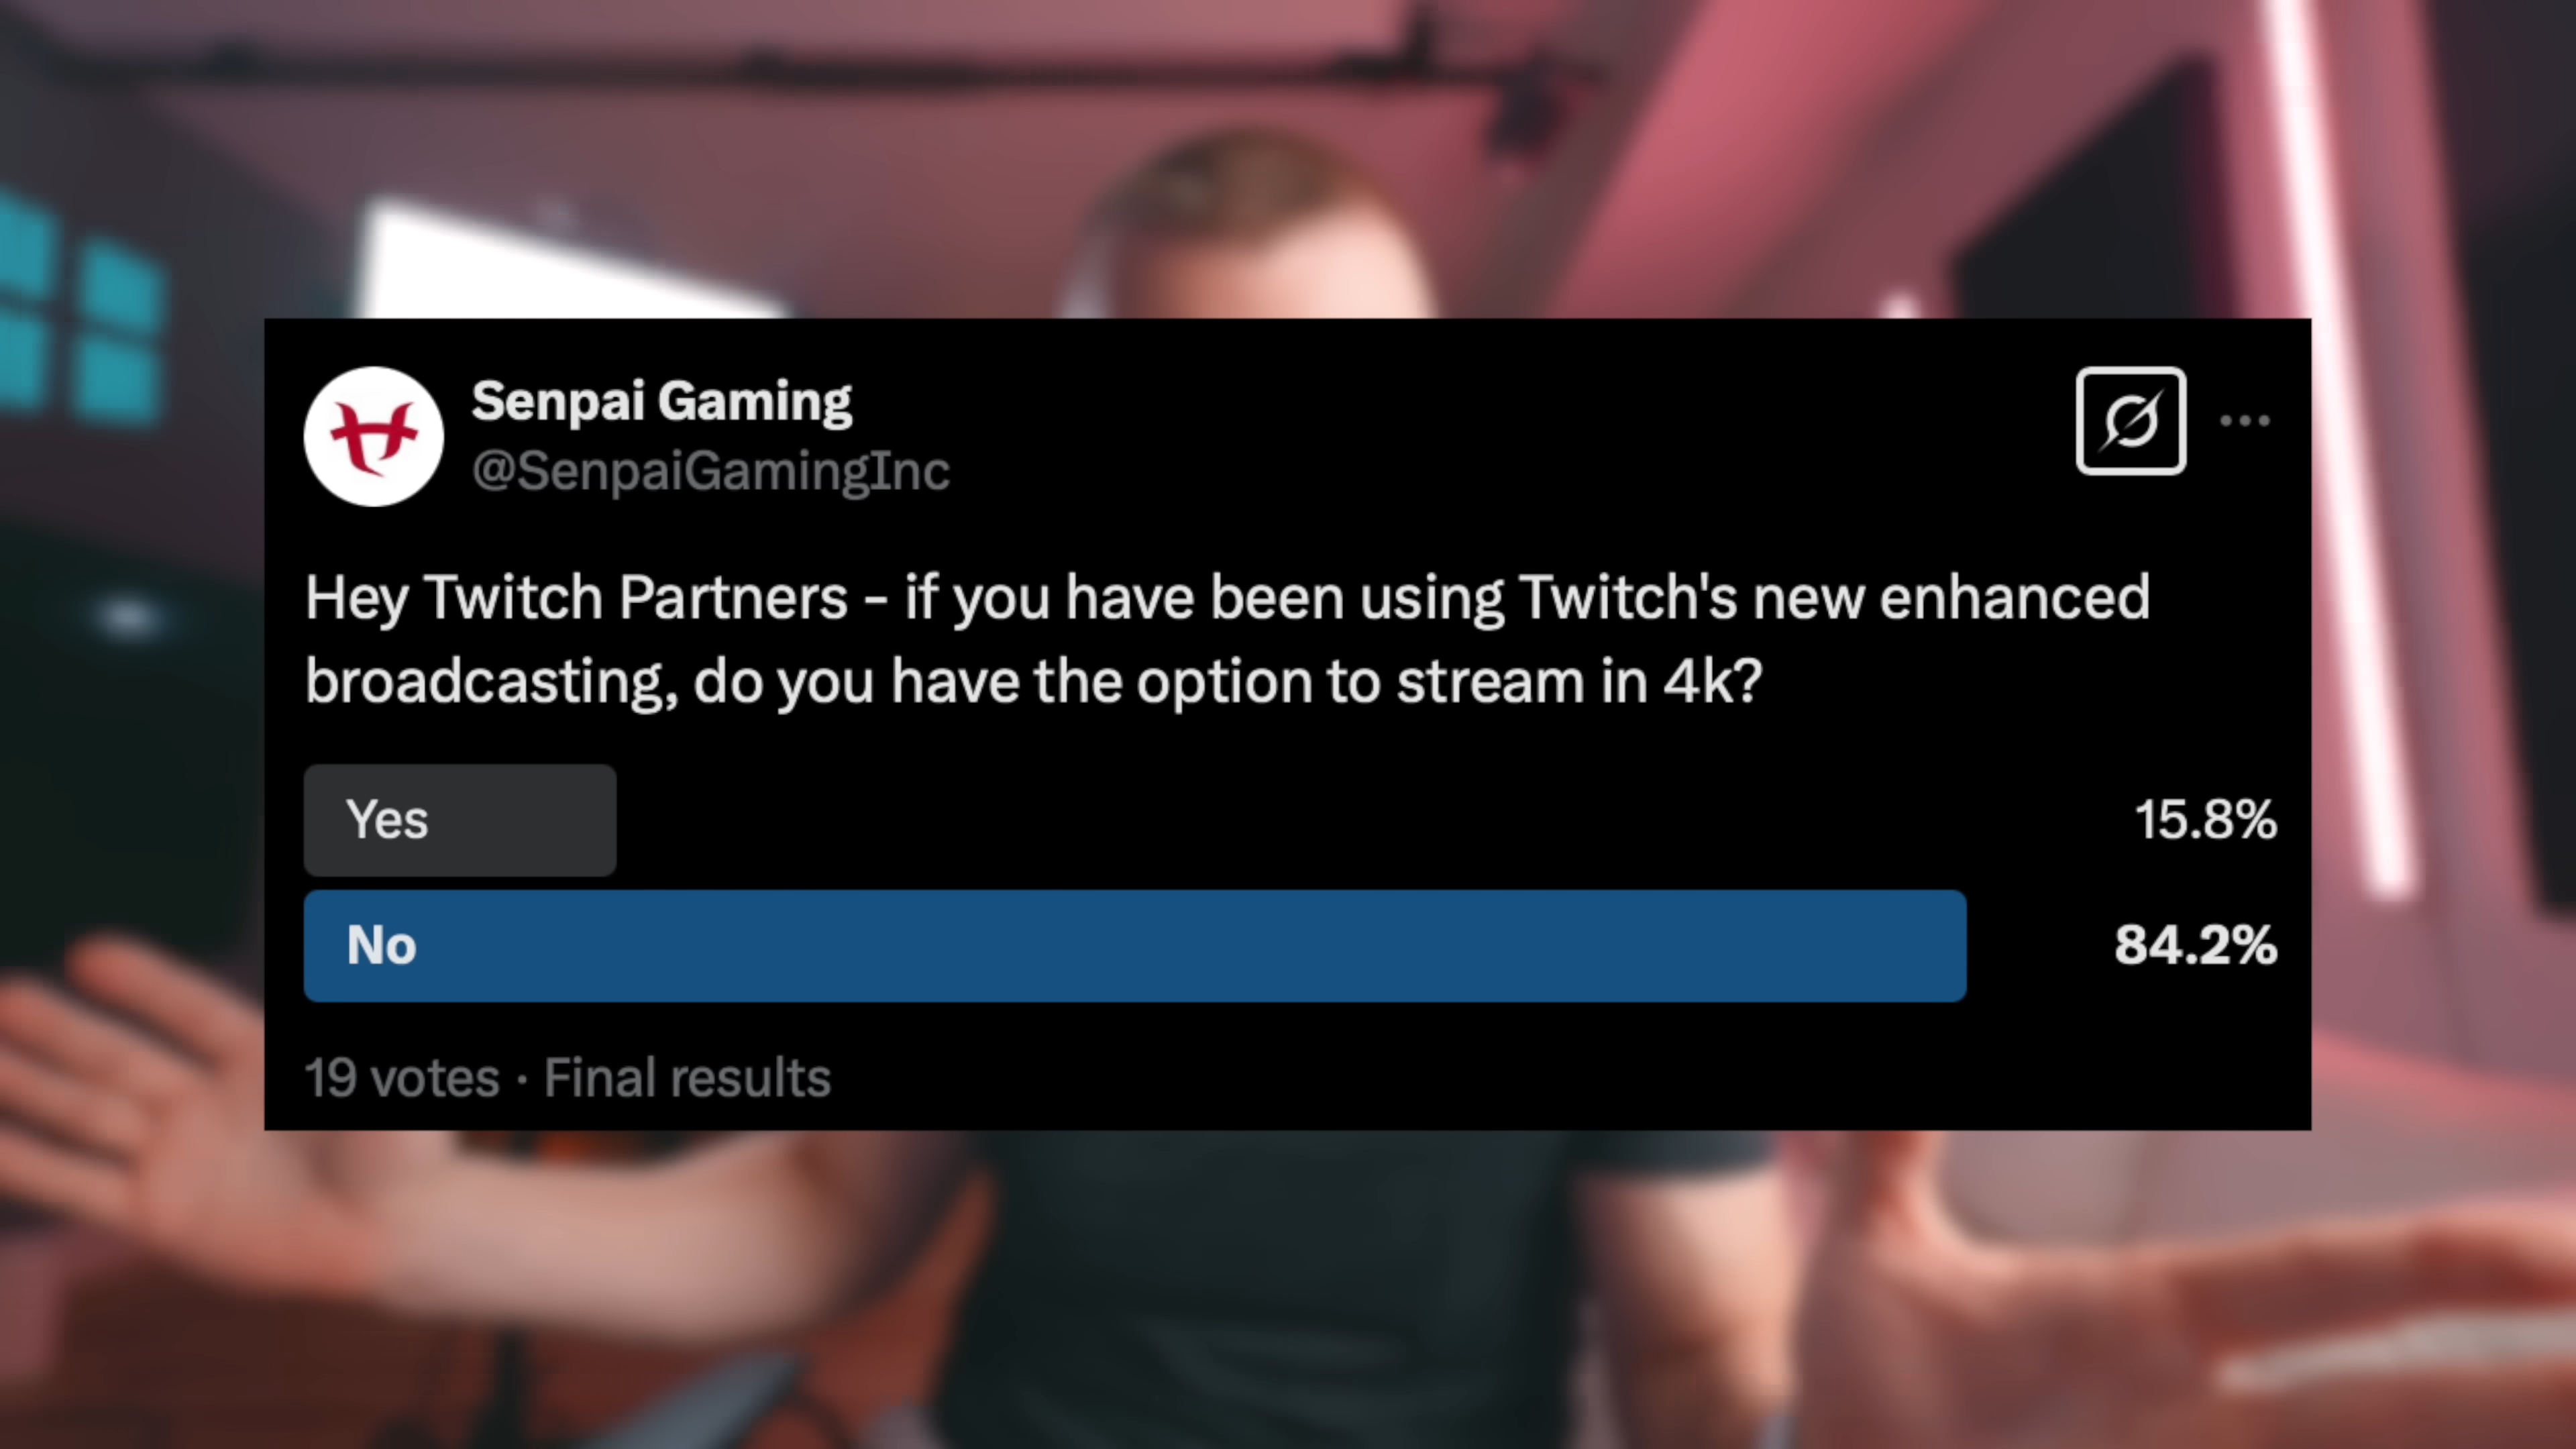 Senpai Gaming
@SenpaiGamingInc
Hey Twitch Partners - if you have been using Twitch's new enhanced
broadcasting, do you have the option to stream in 4k?
Yes 15.8%
No 84.2%
19 votes · Final results